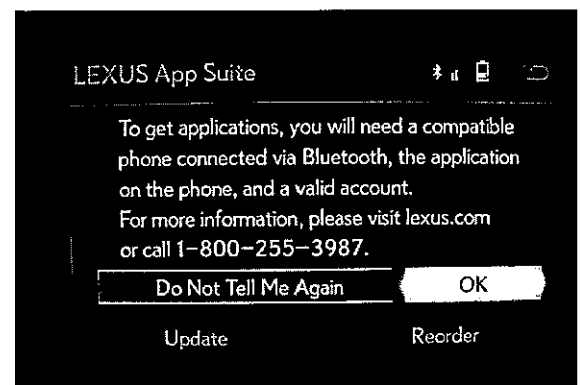 LEXUS App Suite
To get applications, you will need a compatible
phone connected via Bluetooth, the application
on the phone, and a valid account.
For more information, please visit lexus.com
or call 1-800-255-3987.
Do Not Tell Me Again
OK
Update
Reorder